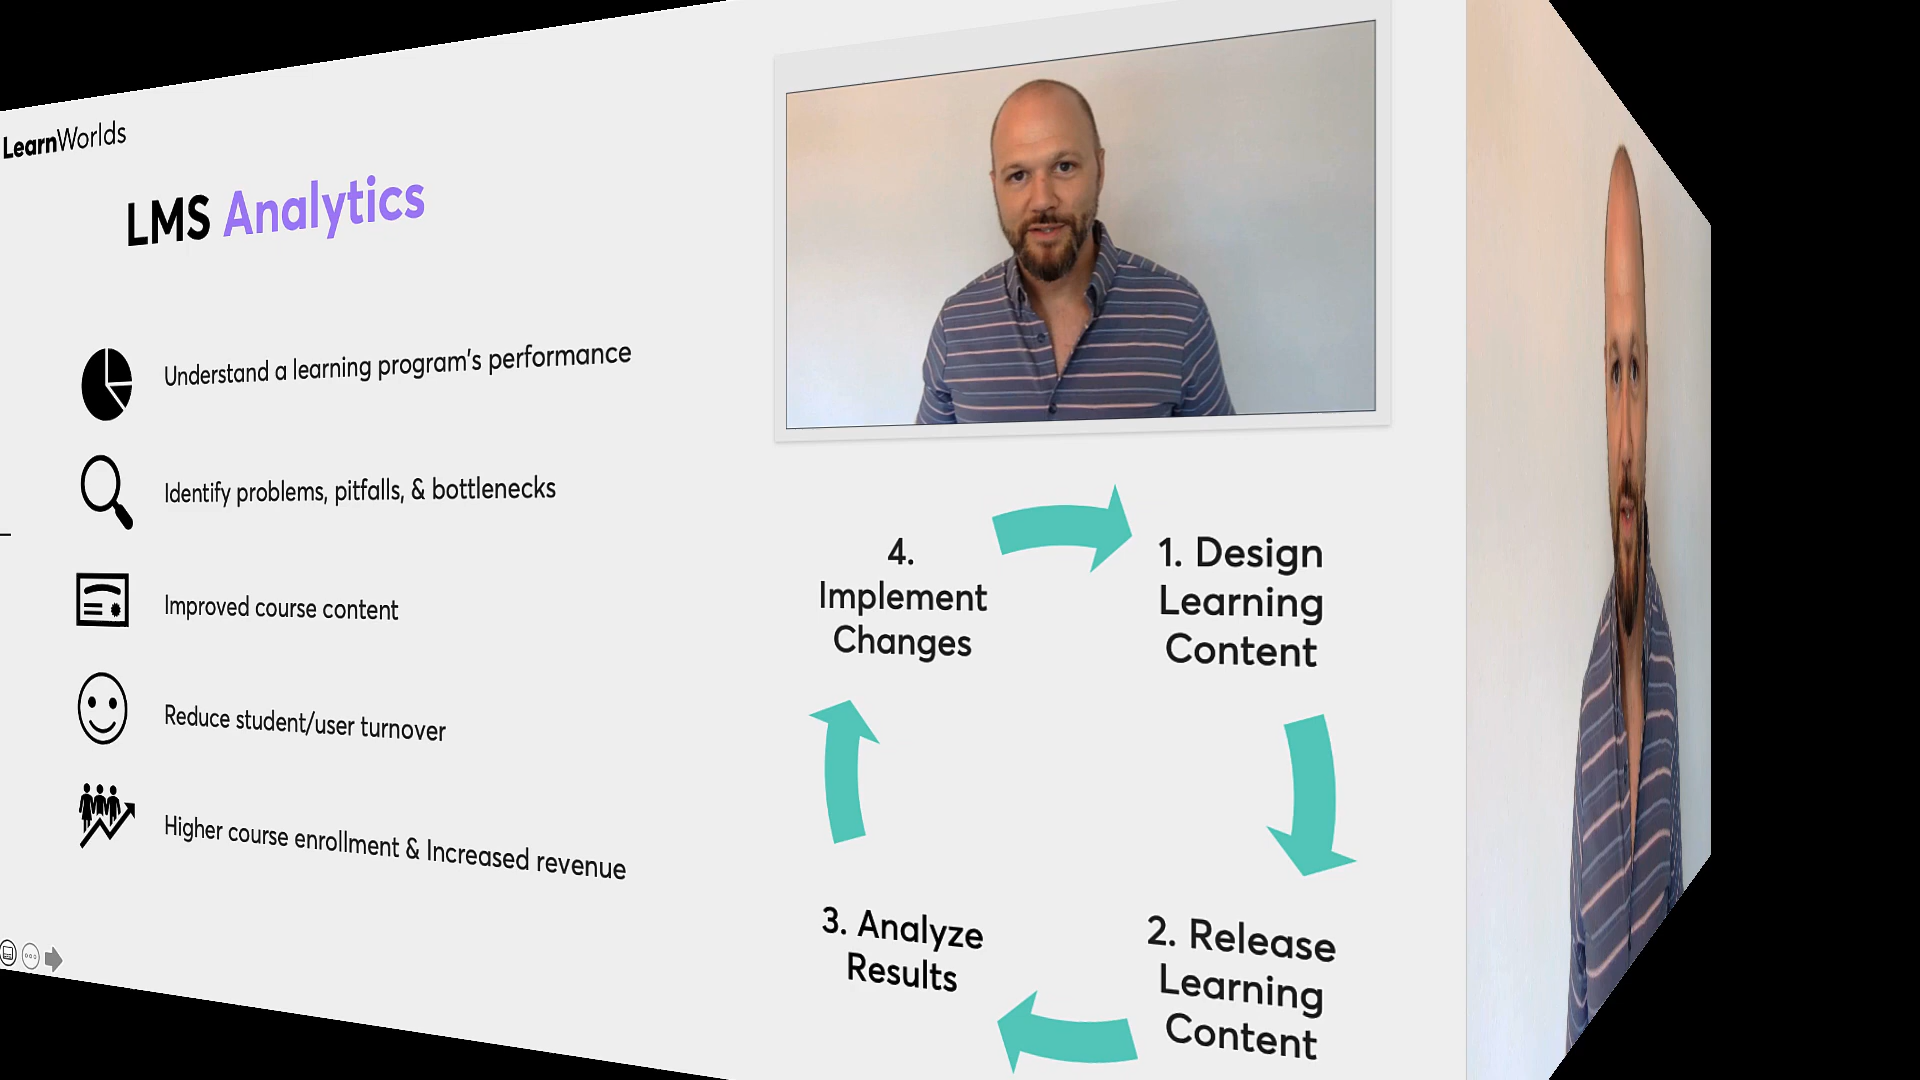 LearnWorlds
LMS Analytics
Understand a learning program's performance
Identify problems, pitfalls, & bottlenecks
Improved course content
Reduce student/user turnover
Higher course enrollment & Increased revenue
4.
Implement
Changes
1. Design
Learning
Content
2. Release
Learning
Content
3. Analyze
Results